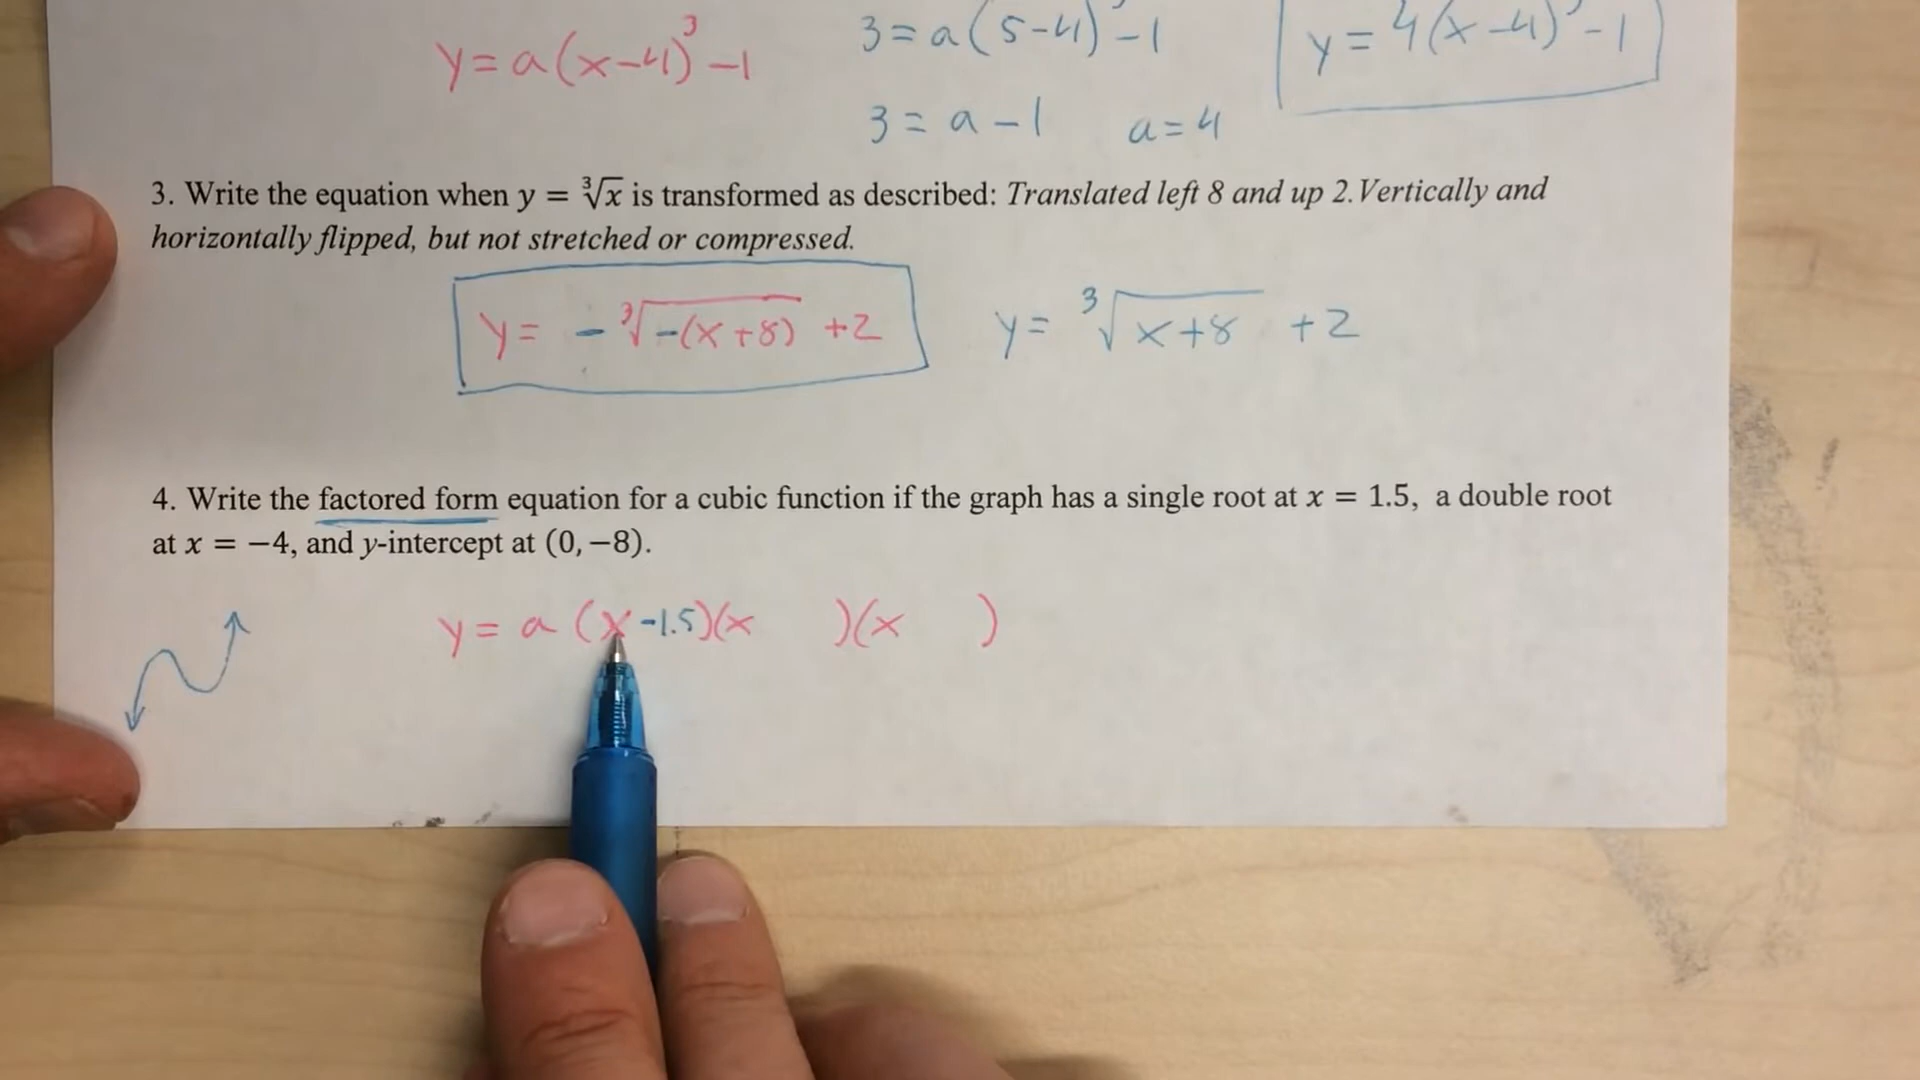 y = a(x-4)³ -1
3 = a(5-4)³ -1
y = 4(x-4)³ -1
3 = a - 1 a = 4
3. Write the equation when y = ∛x is transformed as described: Translated left 8 and up 2. Vertically and
horizontally flipped, but not stretched or compressed.
y = - ∛-(x+8) +2 y = ∛x+8 +2
4. Write the factored form equation for a cubic function if the graph has a single root at x = 1.5, a double root
at x = −4, and y-intercept at (0, −8).
y = a (x -1.5)(x )(x )